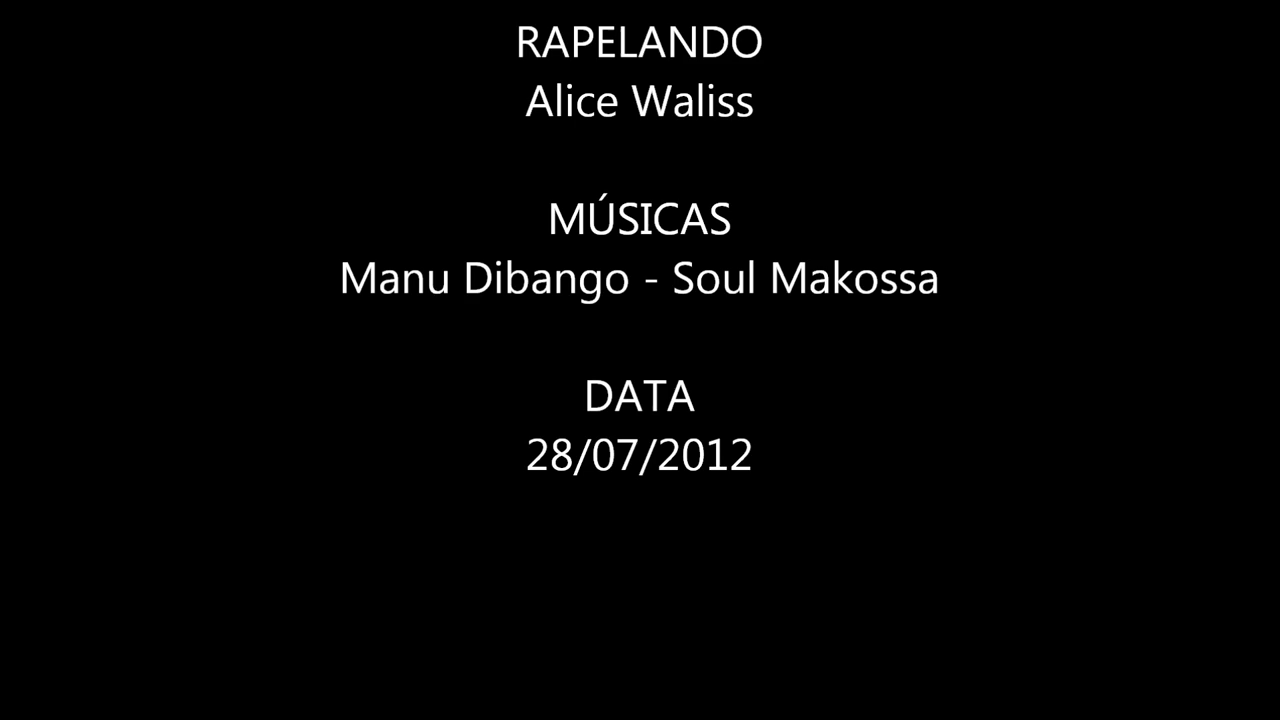 RAPELANDO
Alice Waliss
MÚSICAS
Manu Dibango - Soul Makossa
DATA
28/07/2012